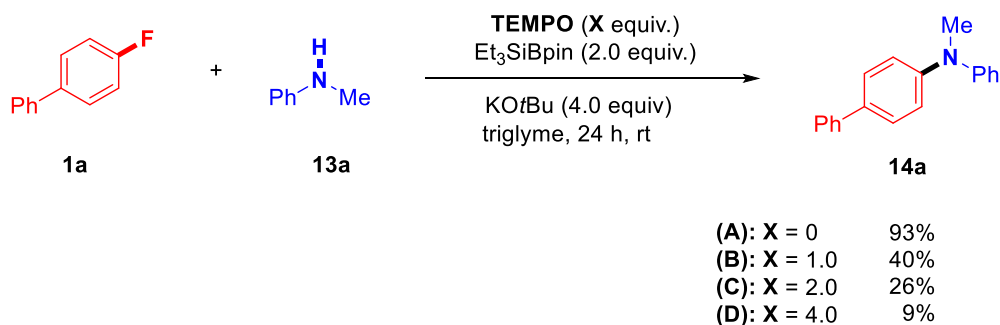 F
Ph
1a
+
H
N
Ph
Me
13a
TEMPO (X equiv.)
Et3SiBpin (2.0 equiv.)
KOtBu (4.0 equiv)
triglyme, 24 h, rt
Me
N
Ph
Ph
14a
(A): X = 0 93%
(B): X = 1.0 40%
(C): X = 2.0 26%
(D): X = 4.0 9%